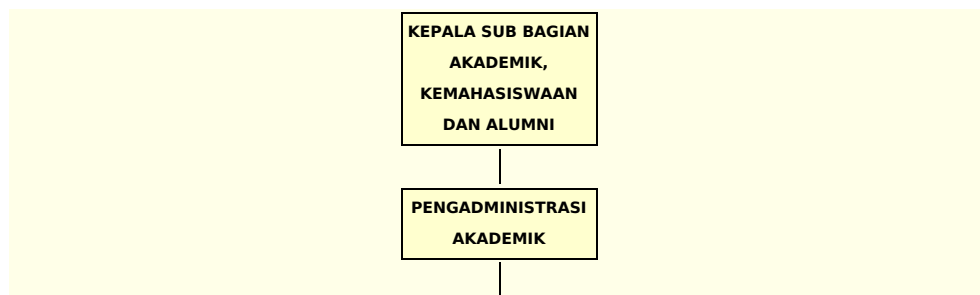 KEPALA SUB BAGIAN
AKADEMIK,
KEMAHASISWAAN
DAN ALUMNI
PENGADMINISTRASI
AKADEMIK